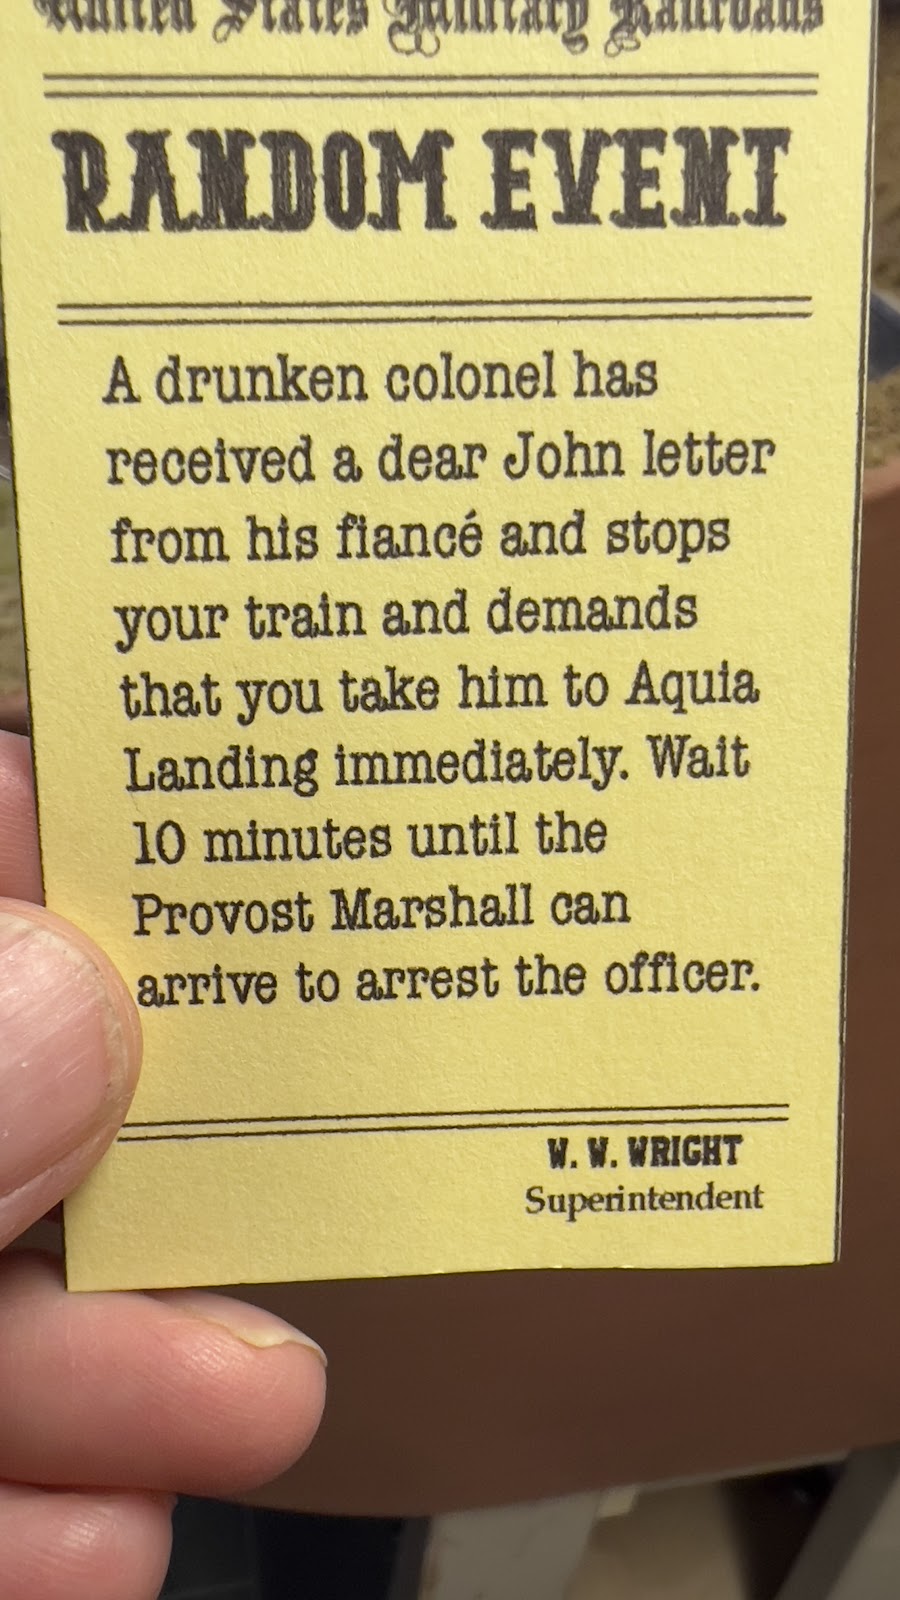 United States Military Railroads
RANDOM EVENT
A drunken colonel has
received a dear John letter
from his fiancé and stops
your train and demands
that you take him to Aquia
Landing immediately. Wait
10 minutes until the
Provost Marshall can
arrive to arrest the officer.
W. W. WRIGHT
Superintendent